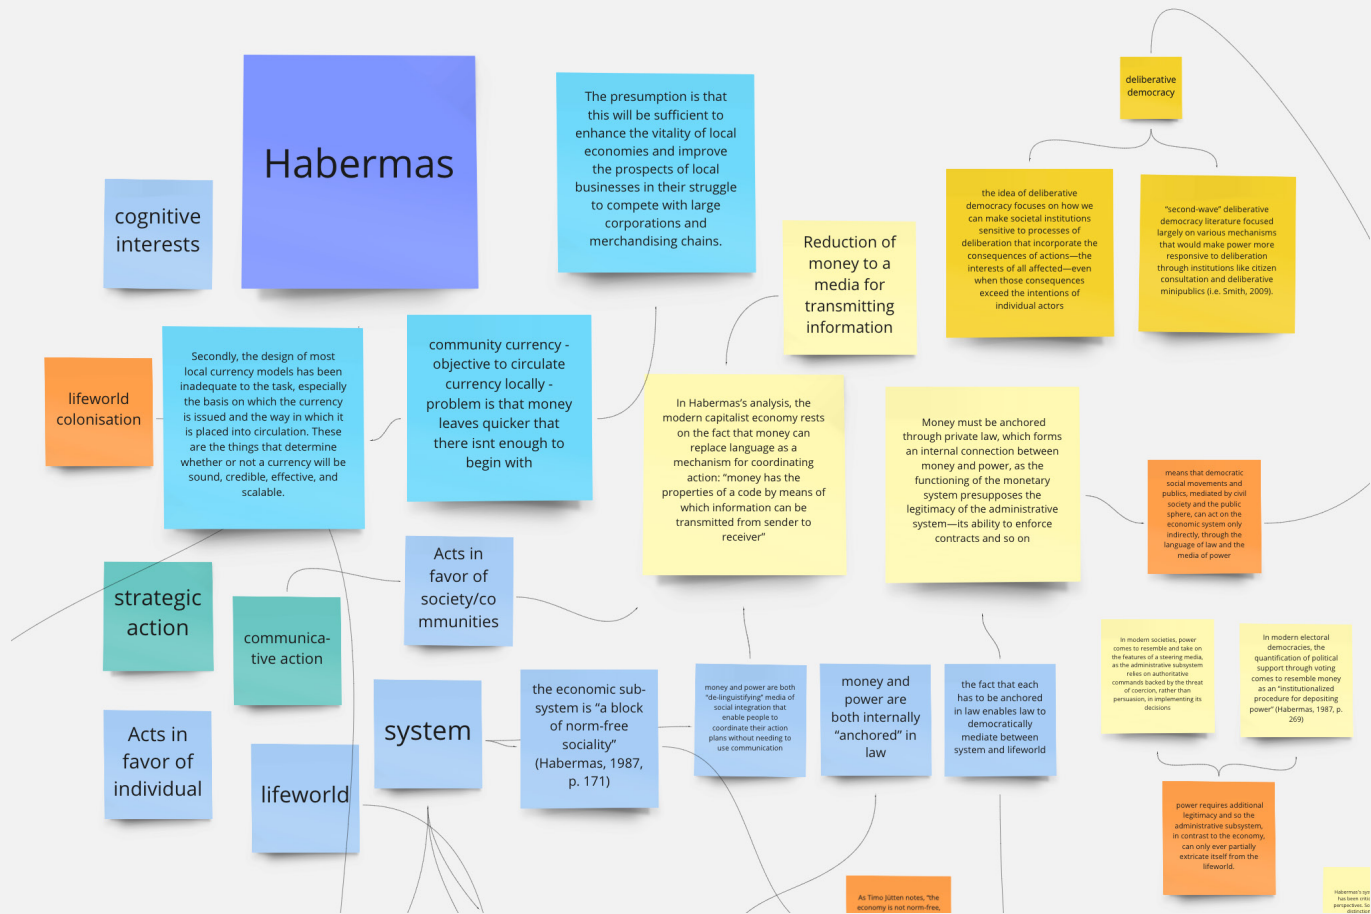 Habermas
cognitive
interests
The presumption is that
this will be sufficient to
enhance the vitality of local
economies and improve
the prospects of local
businesses in their struggle
to compete with large
corporations and
merchandising chains.
deliberative
democracy
the idea of deliberative
democracy focuses on how we
can make societal institutions
sensitive to processes of
deliberation that incorporate the
consequences of actions—the
interests of all affected—even
when those consequences
exceed the intentions of
individual actors
"second-wave" deliberative
democracy literature focused
largely on various mechanisms
that would make power more
responsive to deliberation
through institutions like citizen
consultation and deliberative
minipublics (i.e. Smith, 2009).
Reduction of
money to a
media for
transmitting
information
lifeworld
colonisation
Secondly, the design of most
local currency models has been
inadequate to the task, especially
the basis on which the currency
is issued and the way in which it
is placed into circulation. These
are the things that determine
whether or not a currency will be
sound, credible, effective, and
scalable.
community currency -
objective to circulate
currency locally -
problem is that money
leaves quicker that
there isnt enough to
begin with
In Habermas's analysis, the
modern capitalist economy rests
on the fact that money can
replace language as a
mechanism for coordinating
action: "money has the
properties of a code by means of
which information can be
transmitted from sender to
receiver"
Money must be anchored
through private law, which forms
an internal connection between
money and power, as the
functioning of the monetary
system presupposes the
legitimacy of the administrative
system—its ability to enforce
contracts and so on
means that democratic
social movements and
publics, mediated by civil
society and the public
sphere, can act on the
economic system only
indirectly, through the
language of law and the
media of power
strategic
action
communica-
tive action
Acts in
favor of
society/co
mmunities
In modern societies, power
comes to resemble and take on
the features of a steering media,
as the administrative subsystem
relies on authoritative
commands backed by the threat
of coercion, rather than
persuasion, in implementing its
decisions
In modern electoral
democracies, the
quantification of political
support through voting
comes to resemble money
as an "institutionalized
procedure for depositing
power" (Habermas, 1987, p.
269)
Acts in
favor of
individual
lifeworld
system
the economic sub-
system is "a block
of norm-free
sociality"
(Habermas, 1987,
p. 171)
money and power are both
"de-linguistifying" media of
social integration that
enable people to
coordinate their action
plans without needing to
use communication
money and
power are
both internally
"anchored" in
law
the fact that each
has to be anchored
in law enables law to
democratically
mediate between
system and lifeworld
power requires additional
legitimacy and so the
administrative subsystem,
in contrast to the economy,
can only ever partially
extricate itself from the
lifeworld.
As Timo Jütten notes, "the
economy is not norm-free,
Habermas's sys
has been critic
perspectives. So